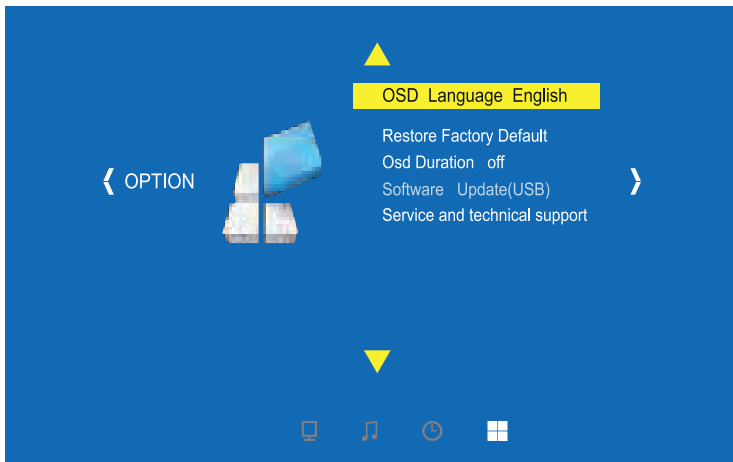 OSD Language English
Restore Factory Default
OPTION
Osd Duration off
Software Update(USB)
Service and technical support